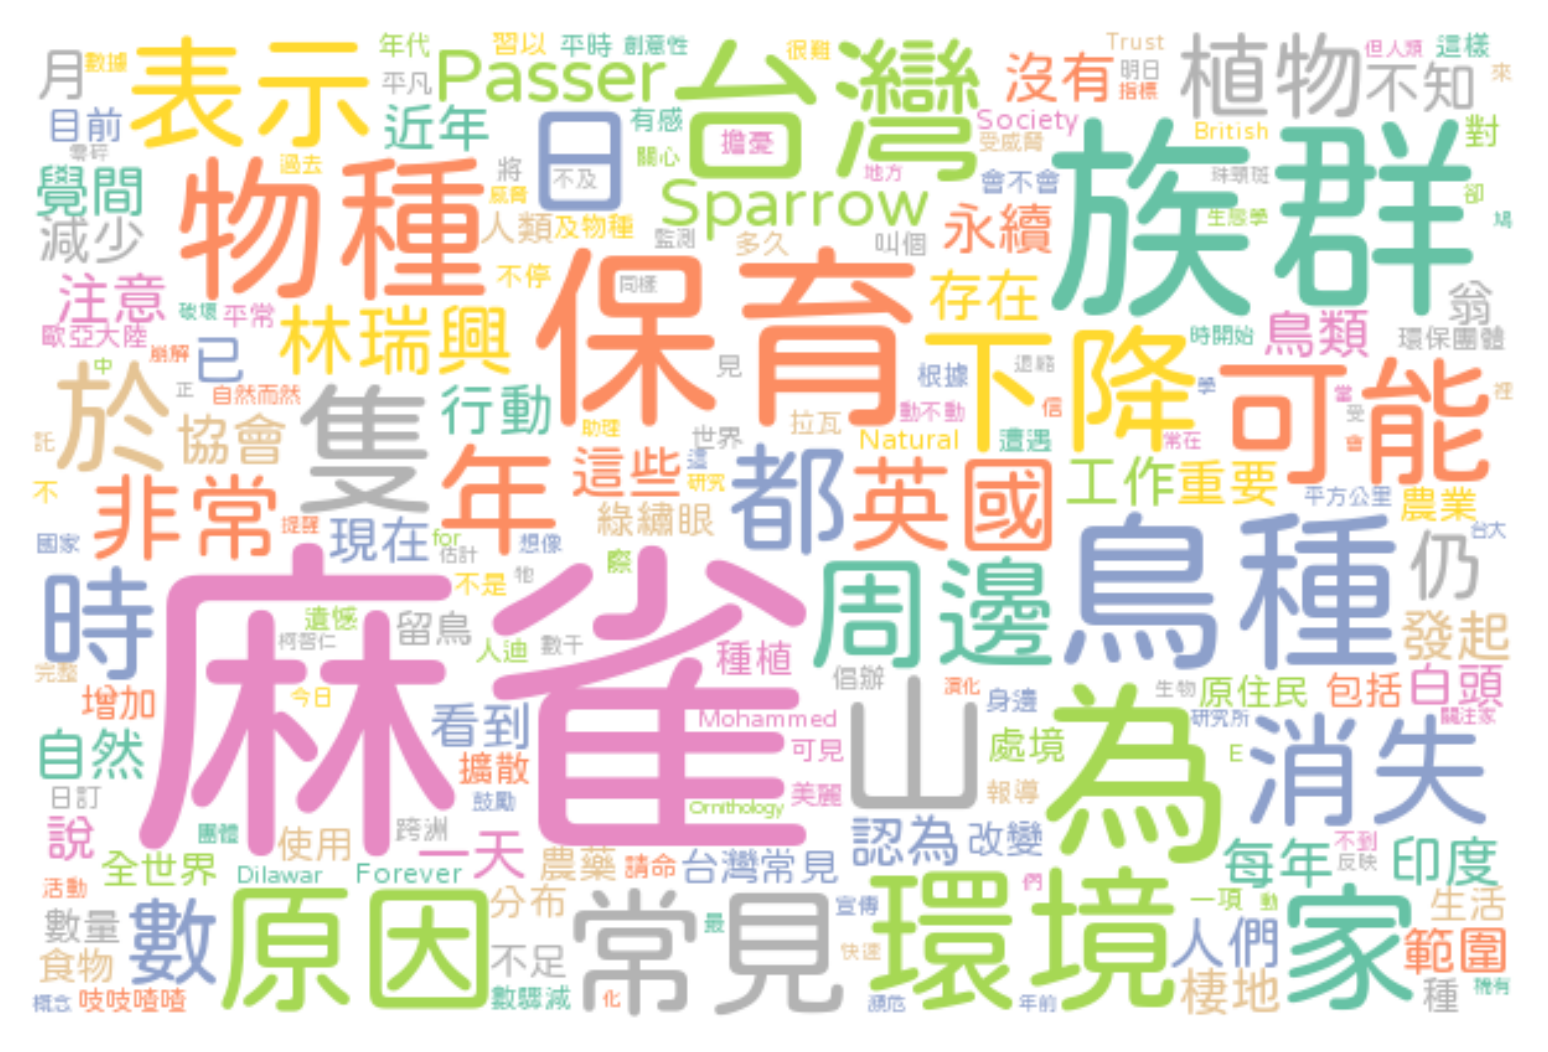 月
數據
表示
年代
平凡
習以
平時
創意性
Passer
台灣
很難
沒有
Trust
明日
指標
植物
但人類
這樣
不知
來
目前
零碎
過去
近年
將
威脅
日
不及
有感
關心
擔憂
Society
受威脅
地方
British
珠頸斑
對
覺間
減少
物種
人類
及物種
監測
Sparrow
多久
叫個
永續
會不會
族群
生態學
卻
鳩
注意
破壞
平常
歐亞大陸
林瑞興
不停
同樣
保育
存在
下降
時開始
鳥類
翁
環保團體
中
崩解
已
正
自然而然
於
託
協會
隻
行動
助理
見
世界
拉瓦
根據
動不動
Natural
退縮
信
遭遇
學
常在
可能
當
受
會
裡
不
非常
提醒
現在
年
for
估計
這些
這
研究
想像
綠繡眼
都
英國
工作
重要
平方公里
農業
國家
台大
時
麻雀
不是
牠
際
遺憾
柯智仁
留鳥
人迪
數千
種植
周邊
鳥種
仍
發起
完整
增加
今日
看到
倡辦
演化
身邊
生物
原住民
包括
白頭
研究所
關注家
自然
擴散
Mohammed
可見
山
處境
為
E
消失
日訂
鼓勵
Ornithology
美麗
報導
說
團體
使用
跨洲
一天
農藥
請命
台灣常見
認為
改變
每年
不到
反映
印度
全世界
Dilawar
Forever
活動
數量
數
原因
分布
常見
最
宣傳
環境
們
一項
動
人們
家
生活
範圍
食物
不足
快速
棲地
概念
吱吱喳喳
數驟減
化
瀕危
年前
種
稀有